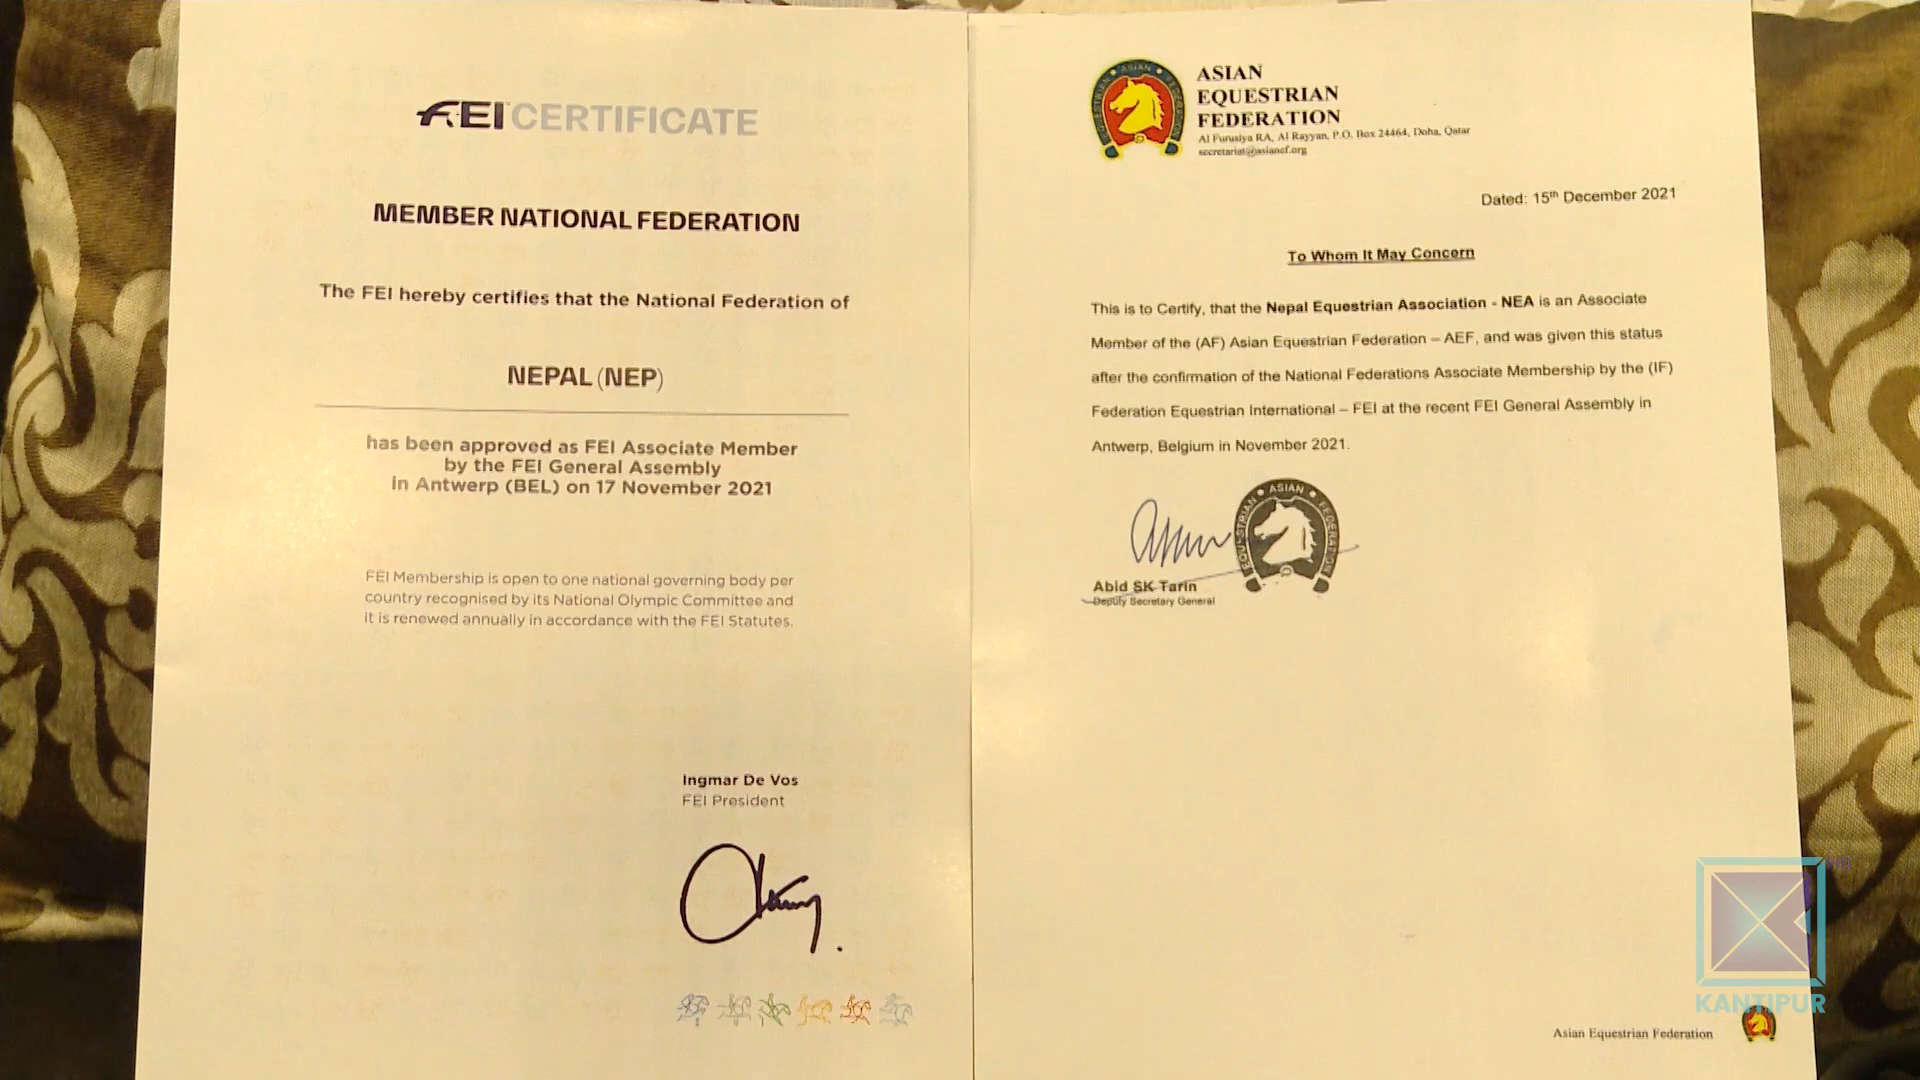 FEI CERTIFICATE
MEMBER NATIONAL FEDERATION
The FEI hereby certifies that the National Federation of
NEPAL (NEP)
has been approved as FEI Associate Member
by the FEI General Assembly
in Antwerp (BEL) on 17 November 2021
FEI Membership is open to one national governing body per
country recognised by its National Olympic Committee and
it is renewed annually in accordance with the FEI Statutes.
Ingmar De Vos
FEI President
ASIAN
EQUESTRIAN
FEDERATION
Al Furusiya RA, Al Rayyan, P.O. Box 24464, Doha, Qatar
secretariat@asianef.org
EQUESTRIAN • ASIAN • FEDERATION
Dated: 15th December 2021
To Whom It May Concern
This is to Certify, that the Nepal Equestrian Association - NEA is an Associate
Member of the (AF) Asian Equestrian Federation – AEF, and was given this status
after the confirmation of the National Federations Associate Membership by the (IF)
Federation Equestrian International – FEI at the recent FEI General Assembly in
Antwerp, Belgium in November 2021.
EQUESTRIAN • ASIAN • FEDERATION
Abid SK Tarin
Deputy Secretary General
KANTIPUR
Asian Equestrian Federation